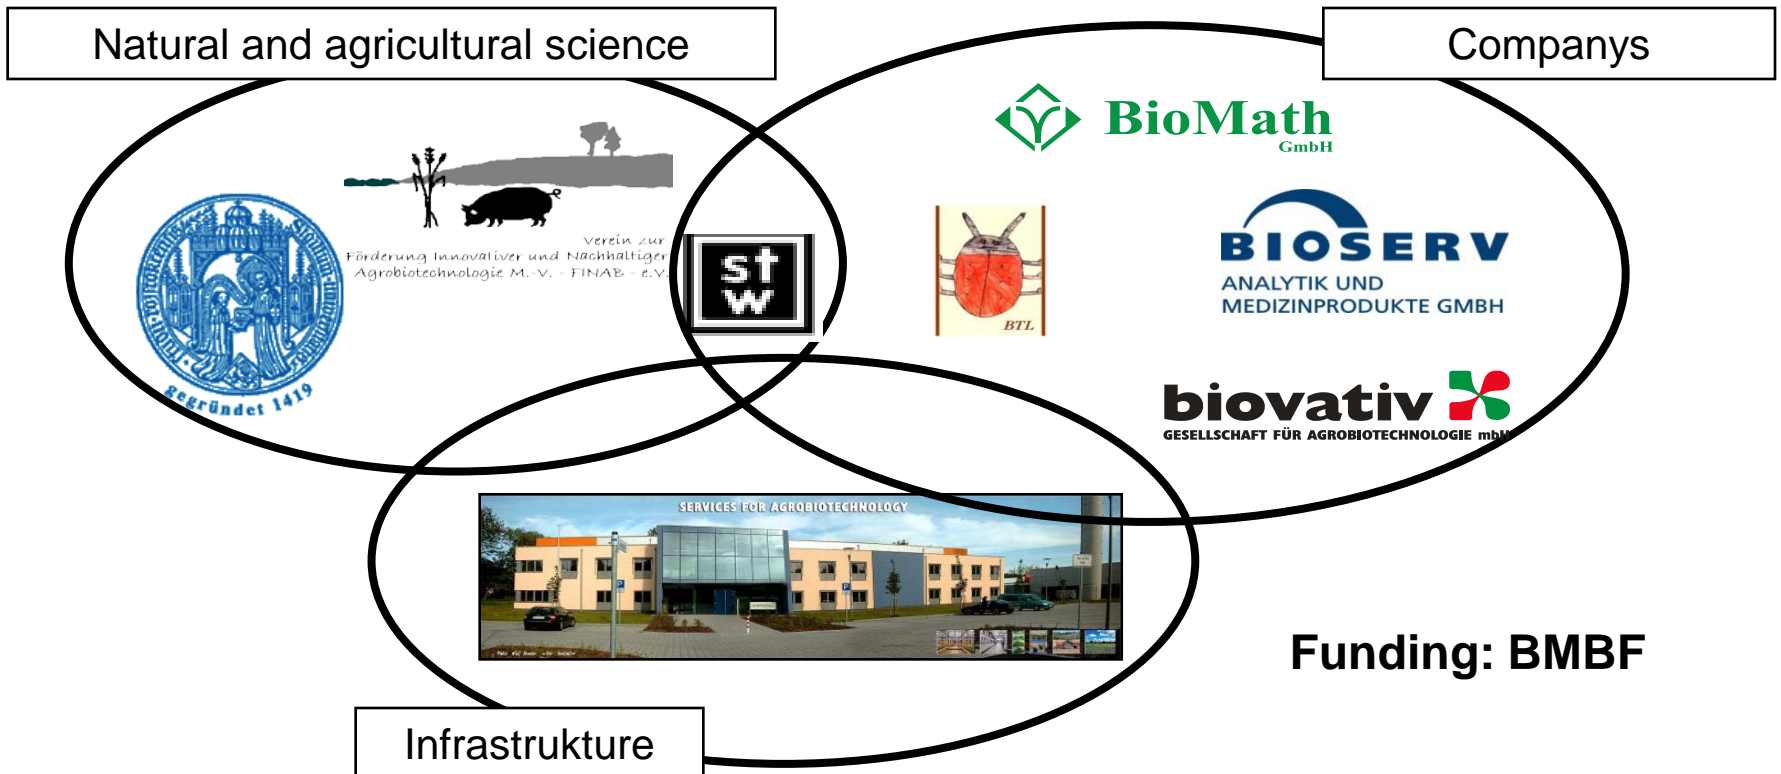 Natural and agricultural science
Companys
BioMath
GmbH
Verein zur
Förderung Innovativer und Nachhaltiger
Agrobiotechnologie M.-V. - FINAB - e.V.
stw
BTL
BIOSERV
ANALYTIK UND
MEDIZINPRODUKTE GMBH
gegründet 1419
biovativ
GESELLSCHAFT FÜR AGROBIOTECHNOLOGIE mbH
SERVICES FOR AGROBIOTECHNOLOGY
Funding: BMBF
Infrastrukture